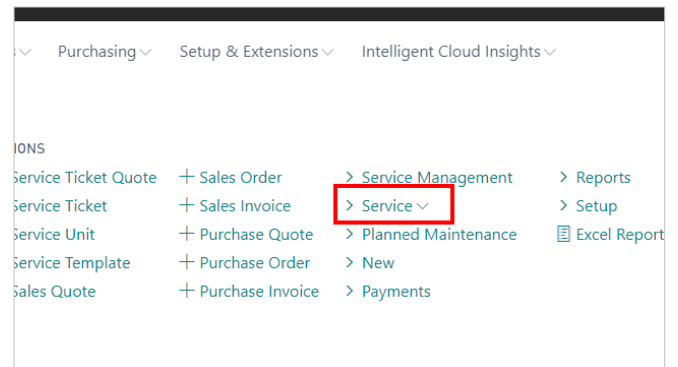 Purchasing Setup & Extensions Intelligent Cloud Insights
IONS
Service Ticket Quote + Sales Order > Service Management > Reports
Service Ticket + Sales Invoice > Service > Setup
Service Unit + Purchase Quote > Planned Maintenance Excel Report
Service Template + Purchase Order > New
Sales Quote + Purchase Invoice > Payments